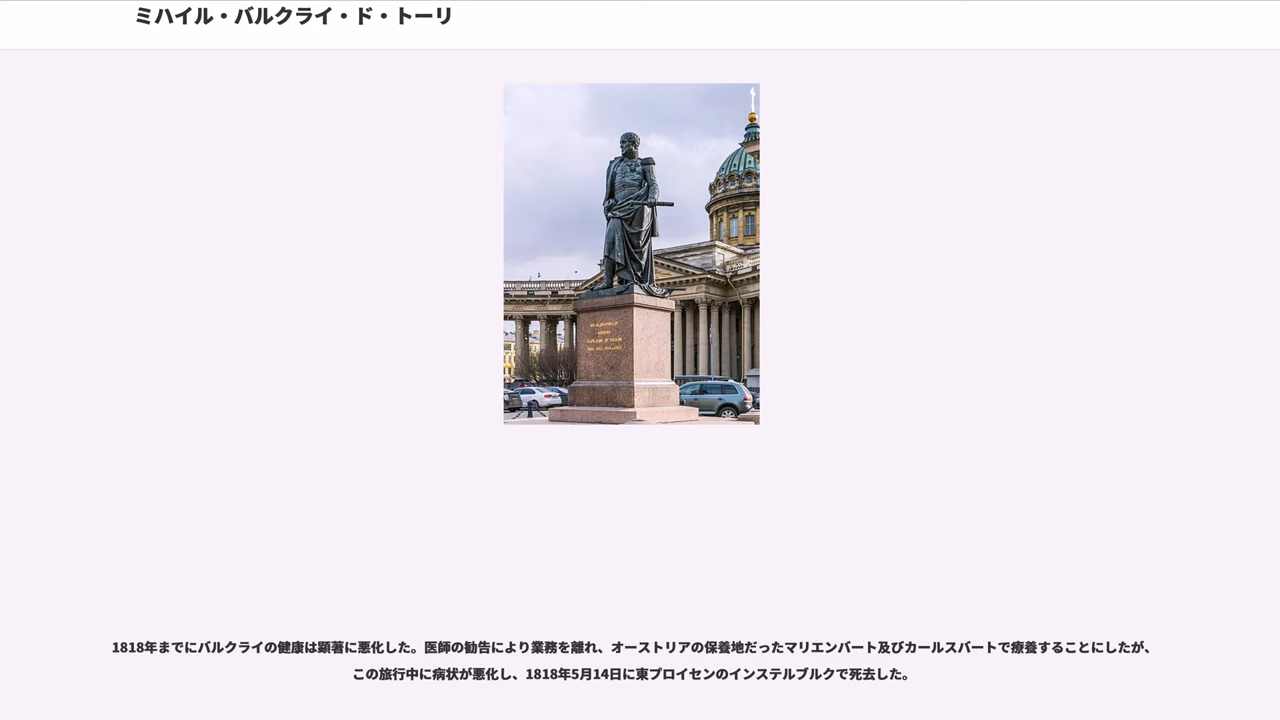 ミハイル・バルクライ・ド・トーリ
1818年までにバルクライの健康は顕著に悪化した。医師の勧告により業務を離れ、オーストリアの保養地だったマリエンバート及びカールスバートで療養することにしたが、
この旅行中に病状が悪化し、1818年5月14日に東プロイセンのインステルブルクで死去した。